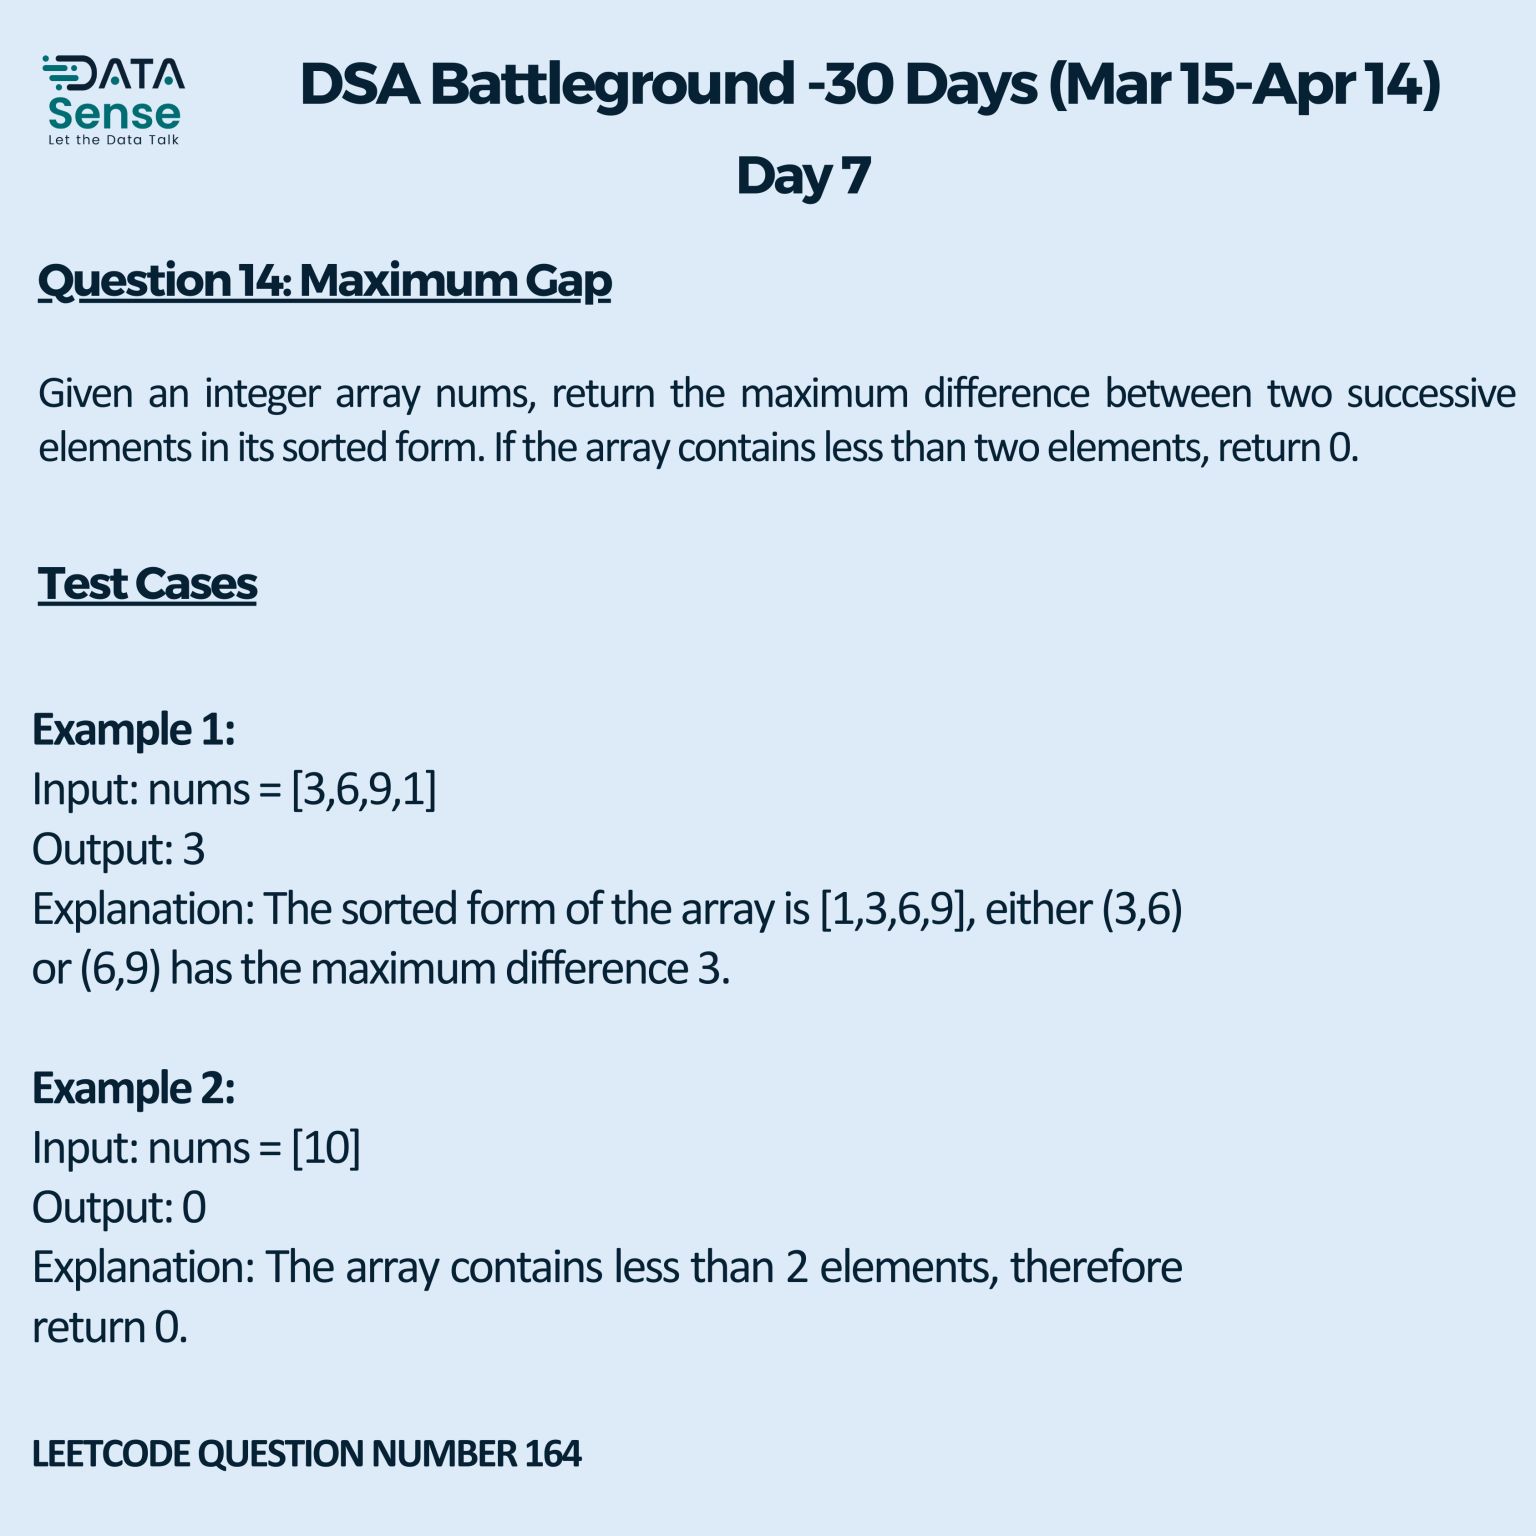 DATA
Sense
Let the Data Talk
DSA Battleground -30 Days (Mar 15-Apr 14)
Day 7
Question 14: Maximum Gap
Given an integer array nums, return the maximum difference between two successive
elements in its sorted form. If the array contains less than two elements, return 0.
Test Cases
Example 1:
Input: nums = [3,6,9,1]
Output: 3
Explanation: The sorted form of the array is [1,3,6,9], either (3,6)
or (6,9) has the maximum difference 3.
Example 2:
Input: nums = [10]
Output: 0
Explanation: The array contains less than 2 elements, therefore
return 0.
LEETCODE QUESTION NUMBER 164